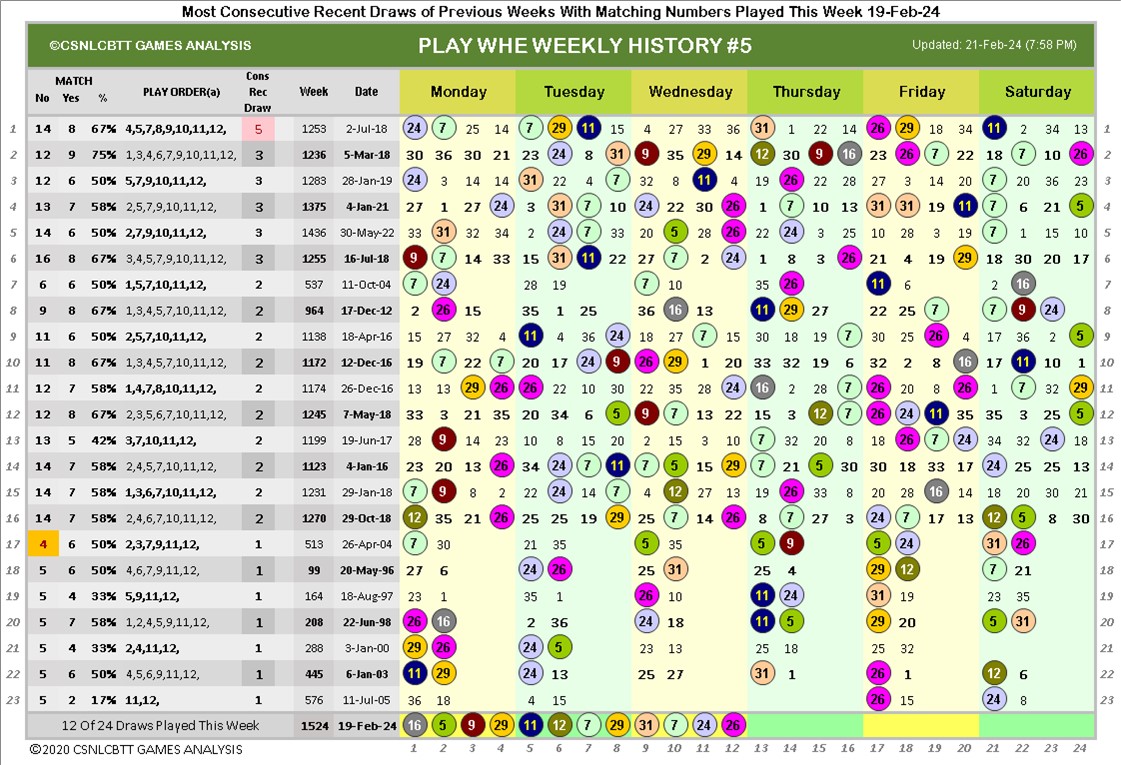 Most Consecutive Recent Draws of Previous Weeks With Matching Numbers Played This Week 19-Feb-24
©CSNLCBTT GAMES ANALYSIS PLAY WHE WEEKLY HISTORY #5 Updated: 21-Feb-24 (7:58 PM)
No MATCH Yes % PLAY ORDER(a) Cons Rec Draw Week Date Monday Tuesday Wednesday Thursday Friday Saturday
1 14 8 67% 4,5,7,8,9,10,11,12, 5 1253 2-Jul-18 24 7 25 14 7 29 11 15 4 27 33 36 31 1 22 14 26 29 18 34 11 2 34 13 1
2 12 9 75% 1,3,4,6,7,9,10,11,12, 3 1236 5-Mar-18 30 36 30 21 23 24 8 31 9 35 29 14 12 30 9 16 23 26 7 22 18 7 10 26 2
3 12 6 50% 5,7,9,10,11,12, 3 1283 28-Jan-19 24 3 14 14 31 22 4 7 32 8 11 4 19 26 22 28 27 3 14 20 7 20 36 23 3
4 13 7 58% 2,5,7,9,10,11,12, 3 1375 4-Jan-21 27 1 27 24 3 31 7 10 24 22 30 26 1 7 10 13 31 31 19 11 7 6 21 5 4
5 14 6 50% 2,7,9,10,11,12, 3 1436 30-May-22 33 31 32 34 2 24 7 33 20 5 28 26 22 24 3 25 10 28 3 19 7 1 15 10 5
6 16 8 67% 3,4,5,7,9,10,11,12, 3 1255 16-Jul-18 9 7 14 33 15 31 11 22 27 7 2 24 1 8 3 26 21 4 19 29 18 30 20 17 6
7 6 6 50% 1,5,7,10,11,12, 2 537 11-Oct-04 7 24 28 19 7 10 35 26 11 6 2 16 7
8 9 8 67% 1,3,4,5,7,10,11,12, 2 964 17-Dec-12 2 26 15 35 1 25 36 16 13 11 29 27 22 25 7 7 9 24 8
9 11 6 50% 2,5,7,10,11,12, 2 1138 18-Apr-16 15 27 32 4 11 4 36 24 18 27 7 15 30 18 19 7 19 30 26 4 17 36 2 5 9
10 11 8 67% 1,3,4,5,7,10,11,12, 2 1172 12-Dec-16 19 7 22 7 20 17 24 9 26 29 1 20 33 32 19 6 32 2 8 16 17 11 10 1 10
11 12 7 58% 1,4,7,8,10,11,12, 2 1174 26-Dec-16 13 13 29 26 26 22 10 30 22 35 28 24 16 2 28 7 26 20 8 26 1 7 32 29 11
12 12 8 67% 2,3,5,6,7,10,11,12, 2 1245 7-May-18 33 3 21 35 20 34 6 5 9 7 13 22 15 3 12 7 26 24 11 35 35 3 25 5 12
13 13 5 42% 3,7,10,11,12, 2 1199 19-Jun-17 28 9 14 23 10 8 15 20 2 15 3 10 7 32 20 8 18 26 7 24 34 32 24 18 13
14 14 7 58% 2,4,5,7,10,11,12, 2 1123 4-Jan-16 23 20 13 26 34 24 7 11 7 5 15 29 7 21 5 30 30 18 33 17 24 25 25 13 14
15 14 7 58% 1,3,6,7,10,11,12, 2 1231 29-Jan-18 7 9 8 2 22 24 14 7 4 12 27 13 19 26 33 8 20 28 16 14 18 20 30 21 15
16 14 7 58% 2,4,6,7,10,11,12, 2 1270 29-Oct-18 12 35 21 26 25 25 19 29 25 7 14 26 8 7 27 3 24 7 17 13 12 5 8 30 16
17 4 6 50% 2,3,7,9,11,12, 1 513 26-Apr-04 7 30 21 35 5 35 5 9 5 24 31 26 17
18 5 6 50% 4,6,7,9,11,12, 1 99 20-May-96 27 6 24 26 25 31 25 4 29 12 7 21 18
19 5 4 33% 5,9,11,12, 1 164 18-Aug-97 23 1 35 1 26 10 11 24 31 19 23 35 19
20 5 7 58% 1,2,4,5,9,11,12, 1 208 22-Jun-98 26 16 2 36 24 18 11 5 29 20 5 31 20
21 5 4 33% 2,4,11,12, 1 288 3-Jan-00 29 26 24 5 23 13 25 18 25 32 21
22 5 6 50% 4,5,6,9,11,12, 1 445 6-Jan-03 11 29 24 13 25 27 31 1 26 1 12 6 22
23 5 2 17% 11,12, 1 576 11-Jul-05 36 18 4 15 26 15 24 8 23
12 Of 24 Draws Played This Week 1524 19-Feb-24 16 5 9 29 11 12 7 29 31 7 24 26
©2020 CSNLCBTT GAMES ANALYSIS 1 2 3 4 5 6 7 8 9 10 11 12 13 14 15 16 17 18 19 20 21 22 23 24